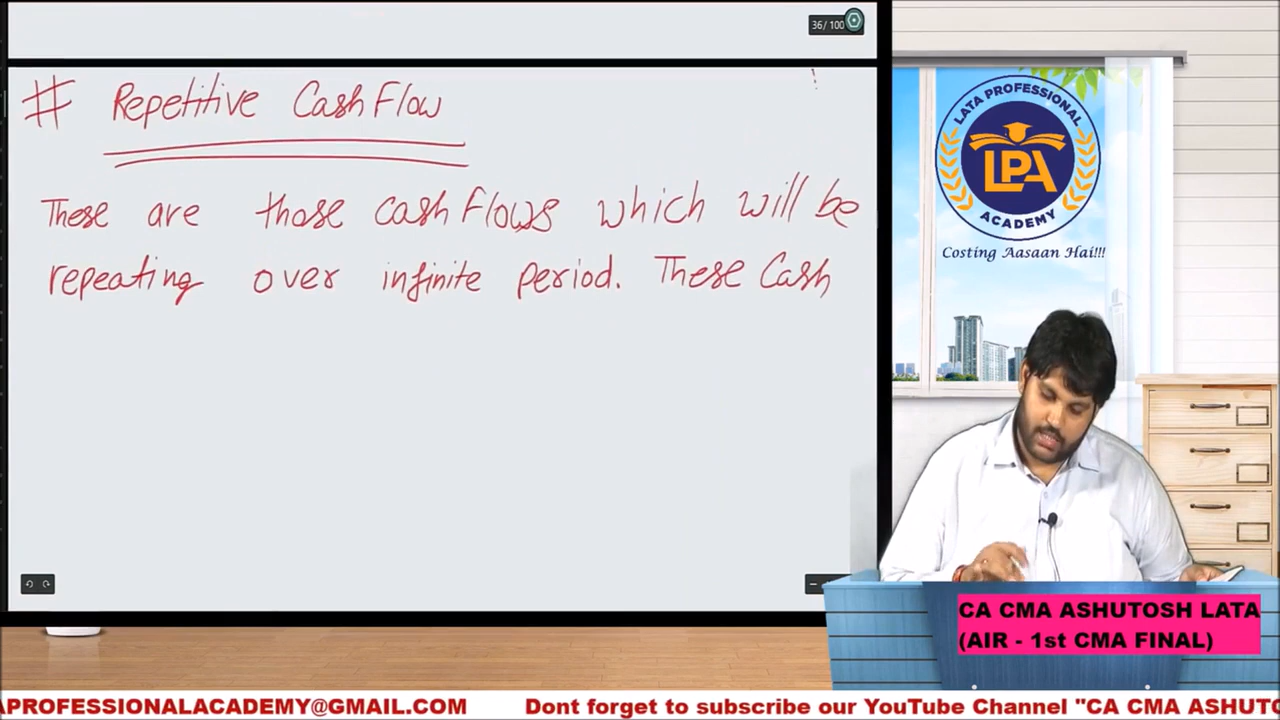 36/100
# Repetitive Cash Flow
These are those cash flows which will be
repeating over infinite period. These Cash
LATA PROFESSIONAL
LPA
ACADEMY
Costing Aasaan Hai!!!
CA CMA ASHUTOSH LATA
(AIR - 1st CMA FINAL)
APROFESSIONALACADEMY@GMAIL.COM Dont forget to subscribe our YouTube Channel "CA CMA ASHUTO